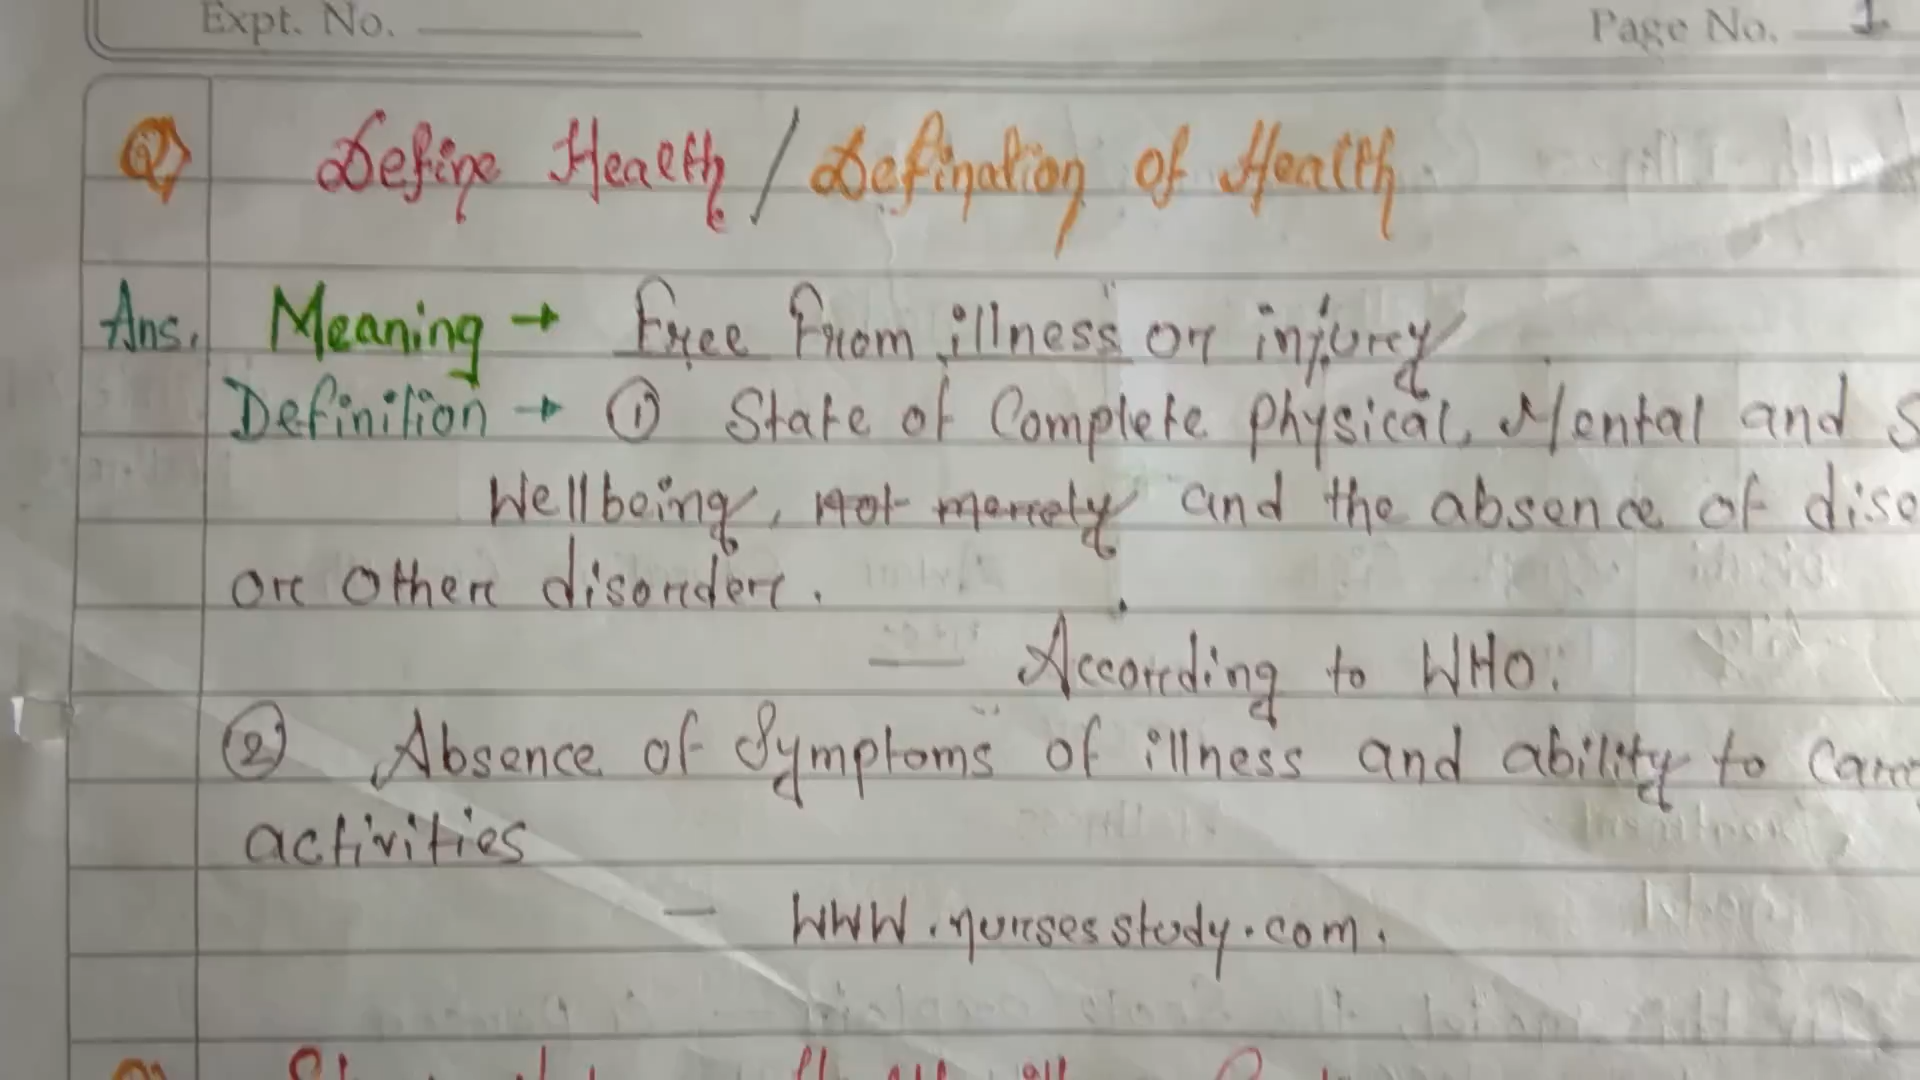 Expt. No.
Page No. 1
Q) Define Health / Defination of Health
Ans. Meaning → Free from illness or injury
Definition → ① State of Complete physical, Mental and
Wellbeing, not merely and the absence of
or other disorder.
— According to WHO.
② Absence of Symptoms of illness and ability to
activities
— www.nursesstudy.com.